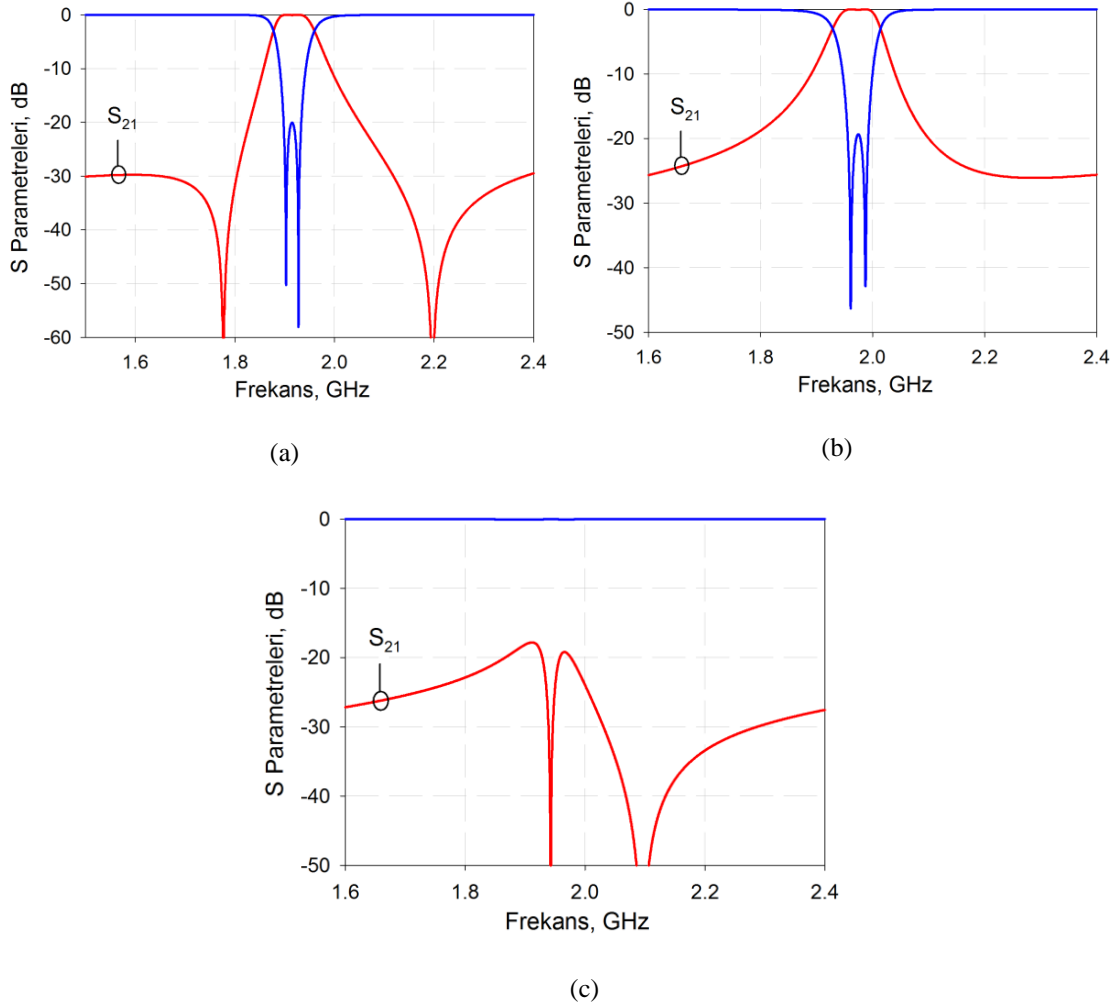 0
-10
-20
-30
-40
-50
-60
S Parametreleri, dB
S21
1.6 1.8 2.0 2.2 2.4
Frekans, GHz
(a)
0
-10
-20
-30
-40
-50
S Parametreleri, dB
S21
1.6 1.8 2.0 2.2 2.4
Frekans, GHz
(b)
0
-10
-20
-30
-40
-50
S Parametreleri, dB
S21
1.6 1.8 2.0 2.2 2.4
Frekans, GHz
(c)